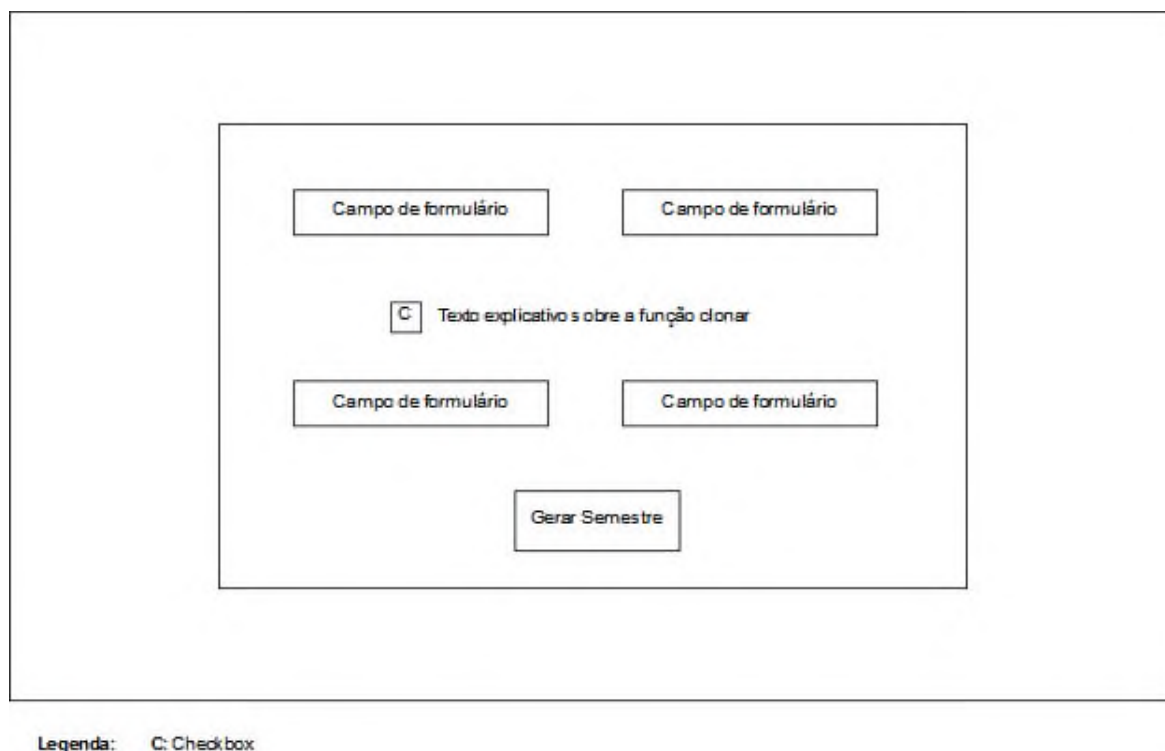 Campo de formulário Campo de formulário
C Texto explicativo sobre a função clonar
Campo de formulário Campo de formulário
Gerar Semestre
Legenda: C: Checkbox